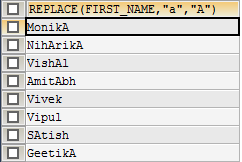 REPLACE(FIRST_NAME,"a","A")
MonikA
NihArikA
VishAl
AmitAbh
Vivek
Vipul
SAtish
GeetikA